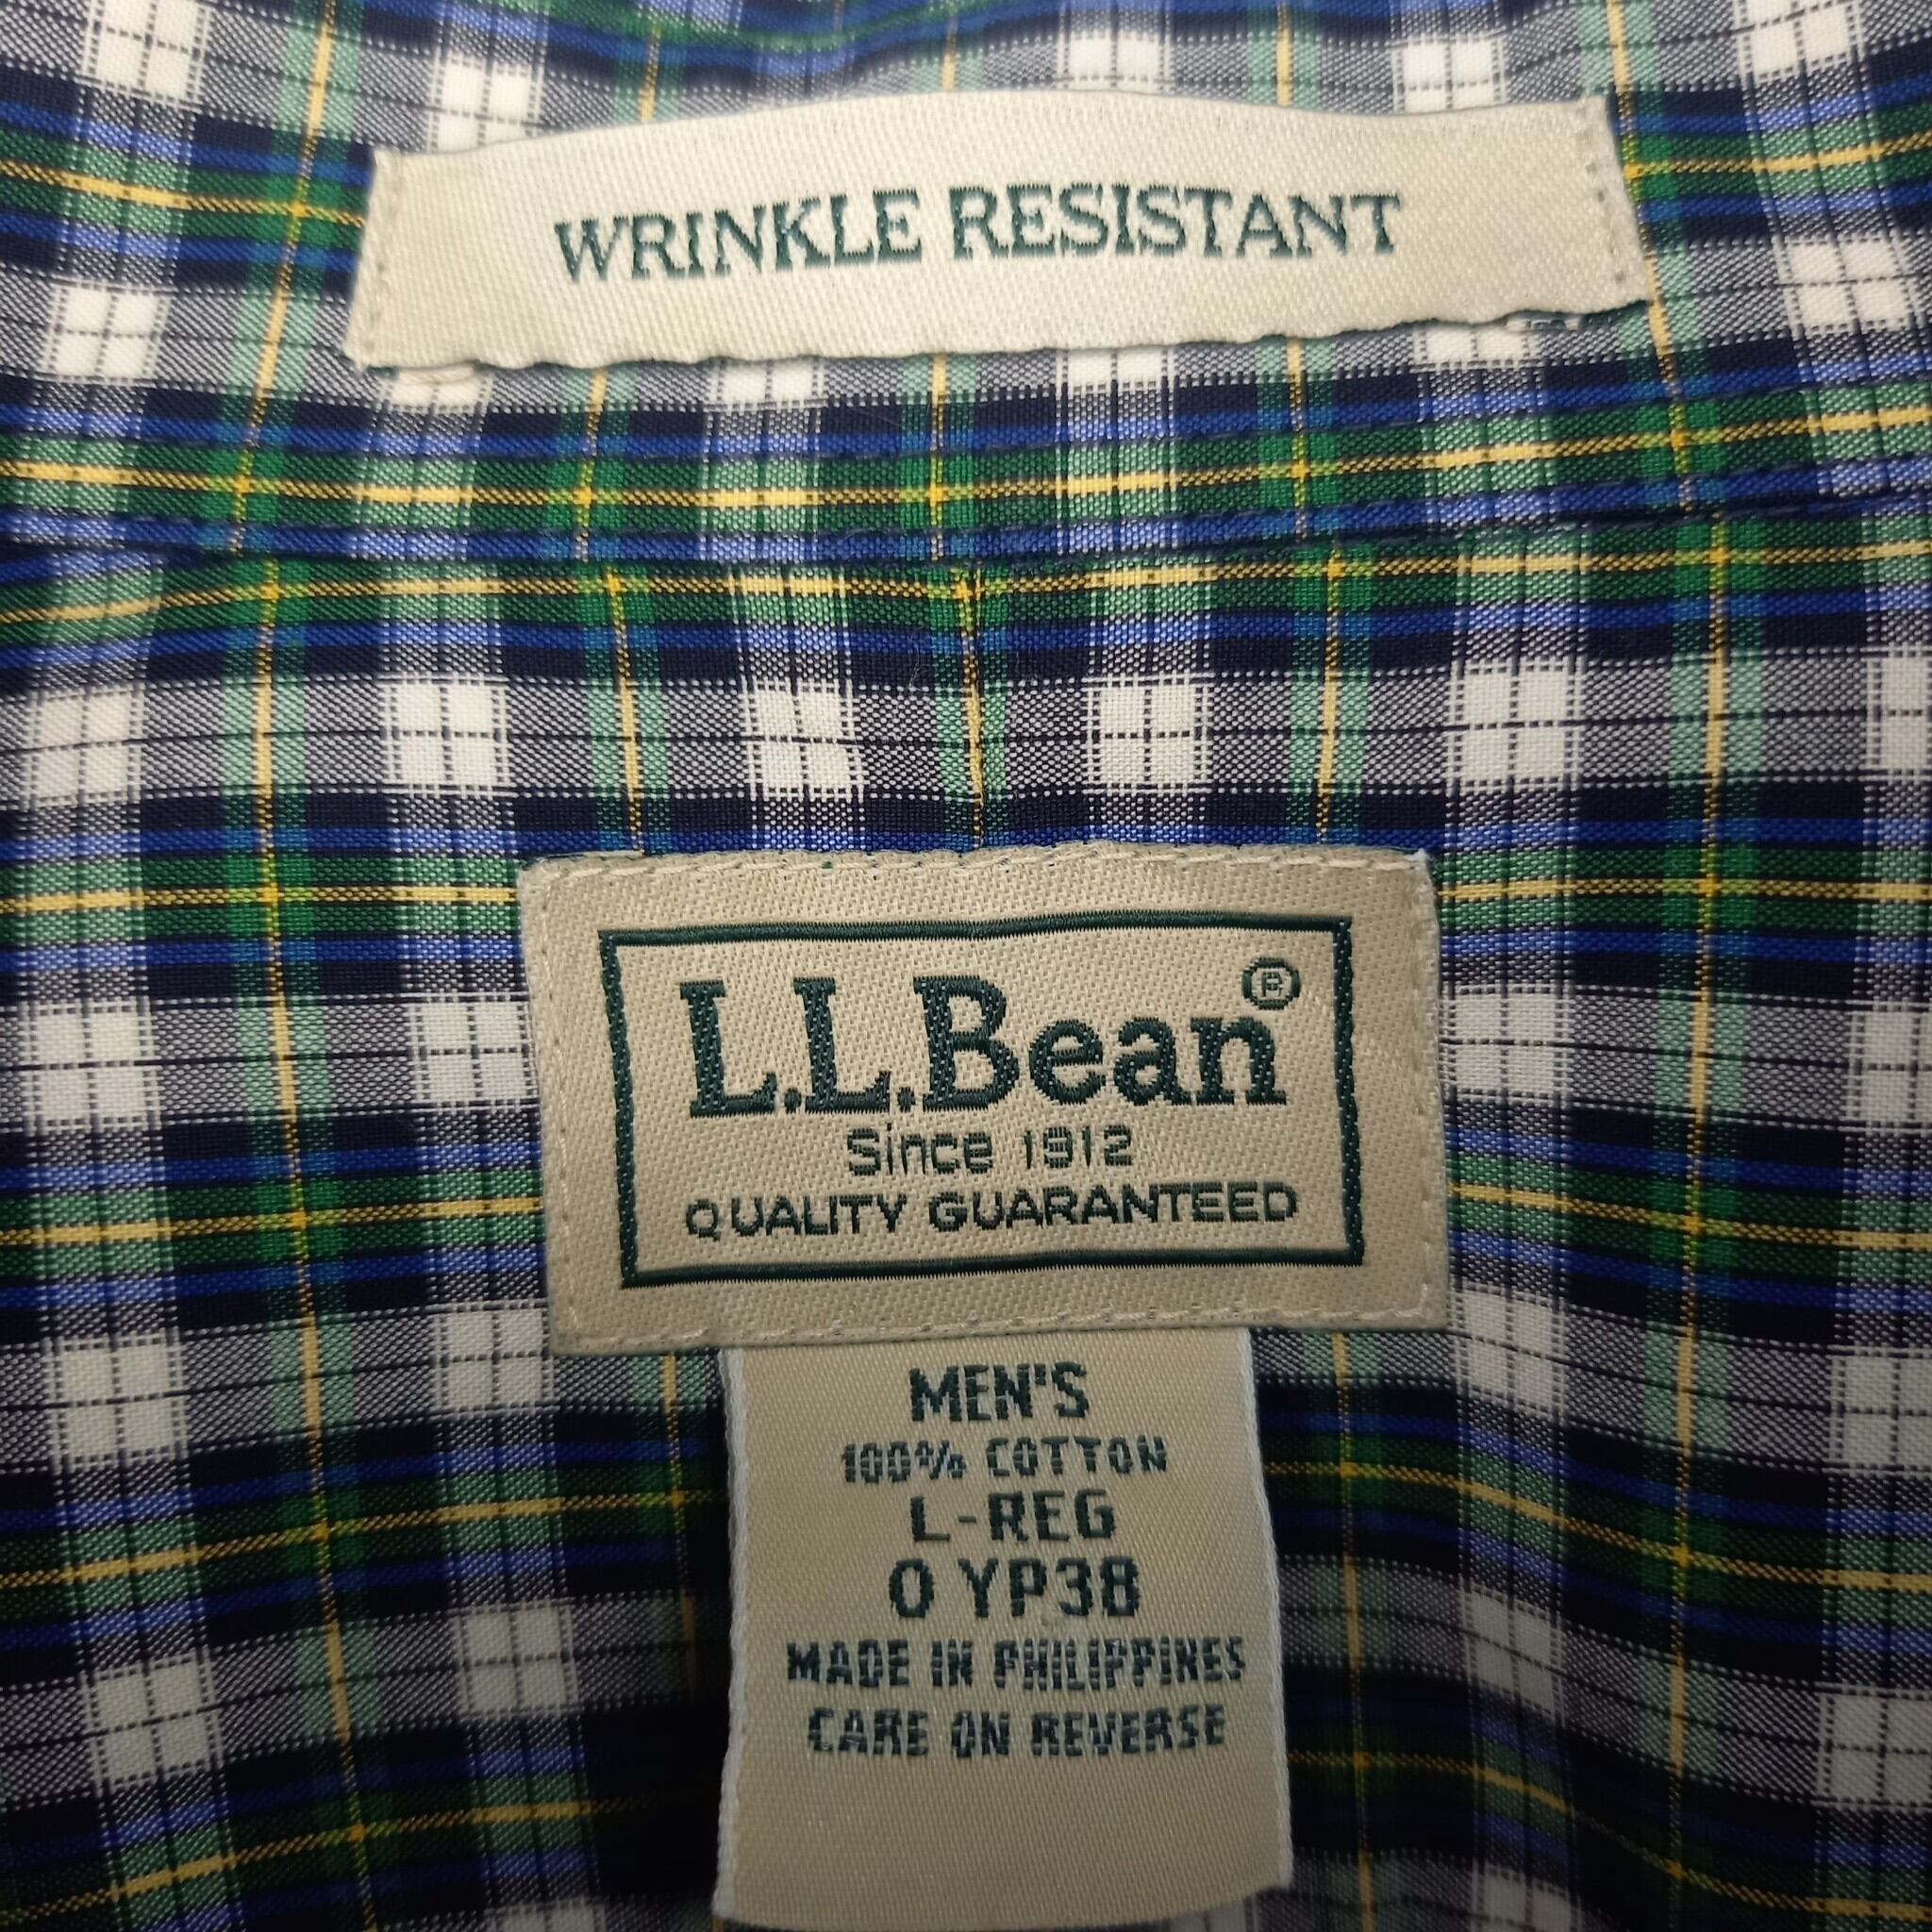 WRINKLE RESISTANT
L.L.Bean®
Since 1912
QUALITY GUARANTEED
MEN'S
100% COTTON
L-REG
0 YP38
MADE IN PHILIPPINES
CARE ON REVERSE